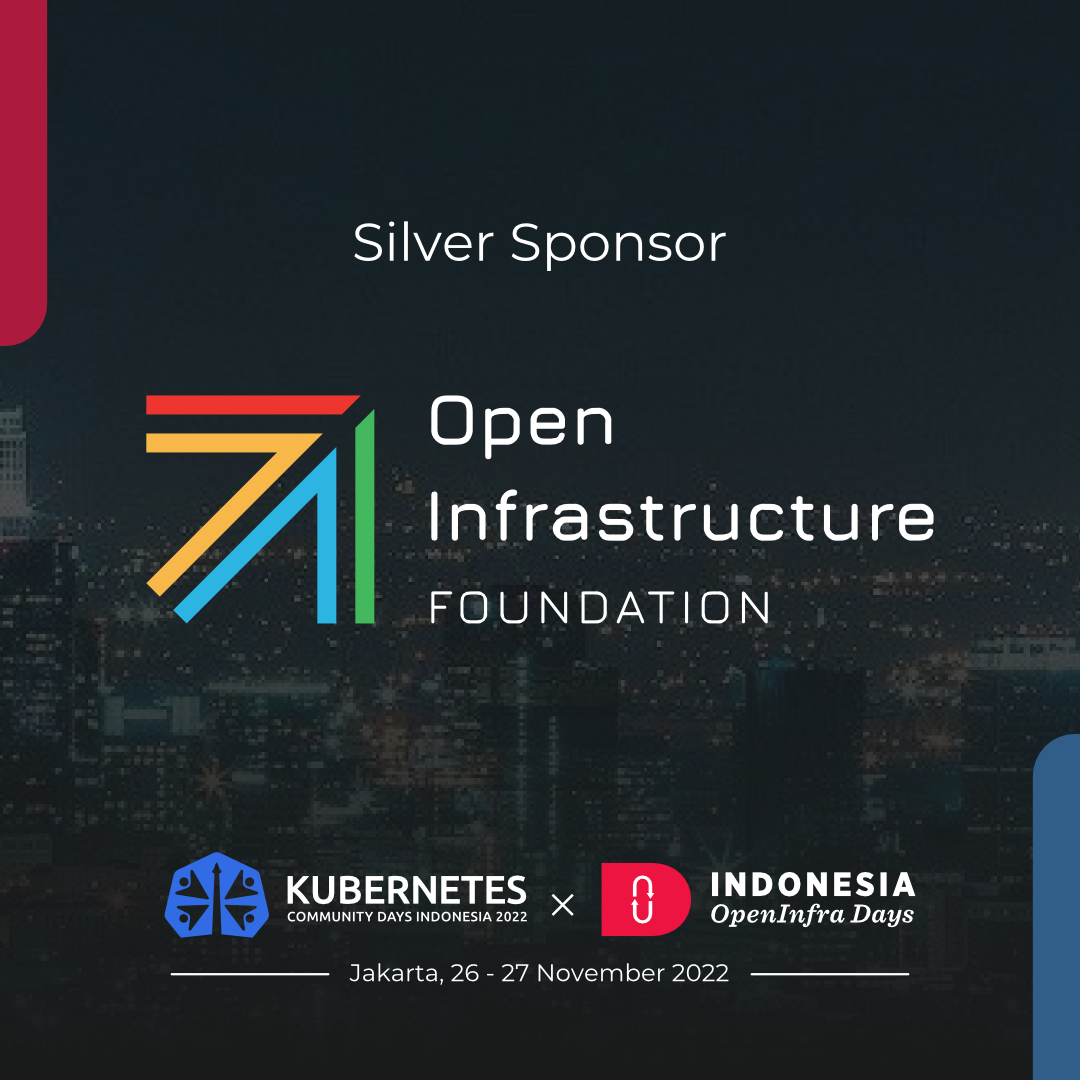 Silver Sponsor
Open
Infrastructure
FOUNDATION
KUBERNETES
COMMUNITY DAYS INDONESIA 2022
×
INDONESIA
OpenInfra Days
Jakarta, 26 - 27 November 2022